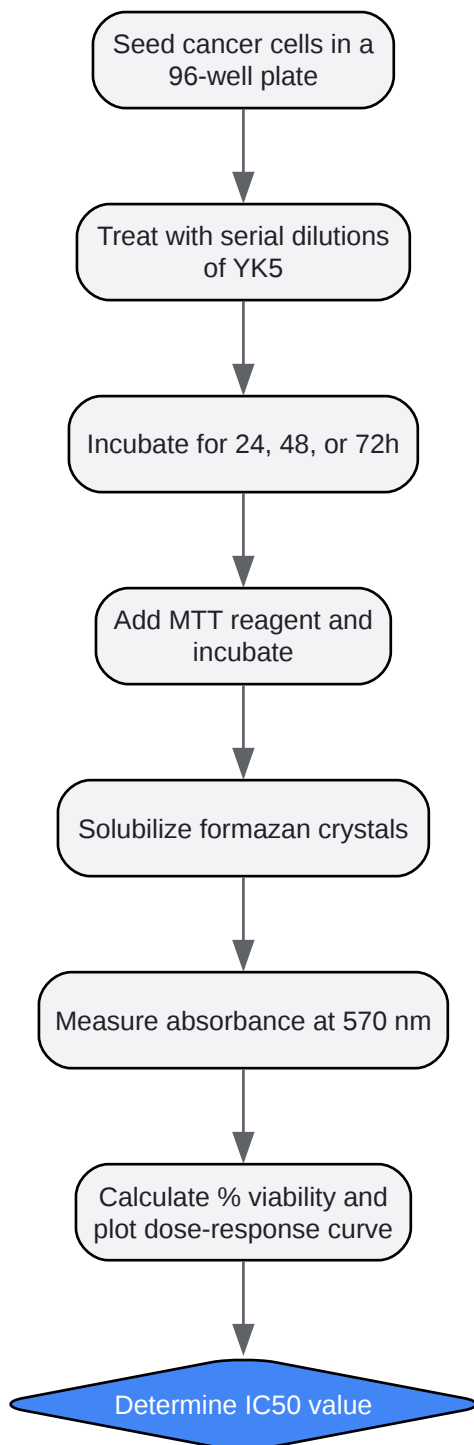 Seed cancer cells in a
96-well plate
Treat with serial dilutions
of YK5
Incubate for 24, 48, or 72h
Add MTT reagent and
incubate
Solubilize formazan crystals
Measure absorbance at 570 nm
Calculate % viability and
plot dose-response curve
Determine IC50 value